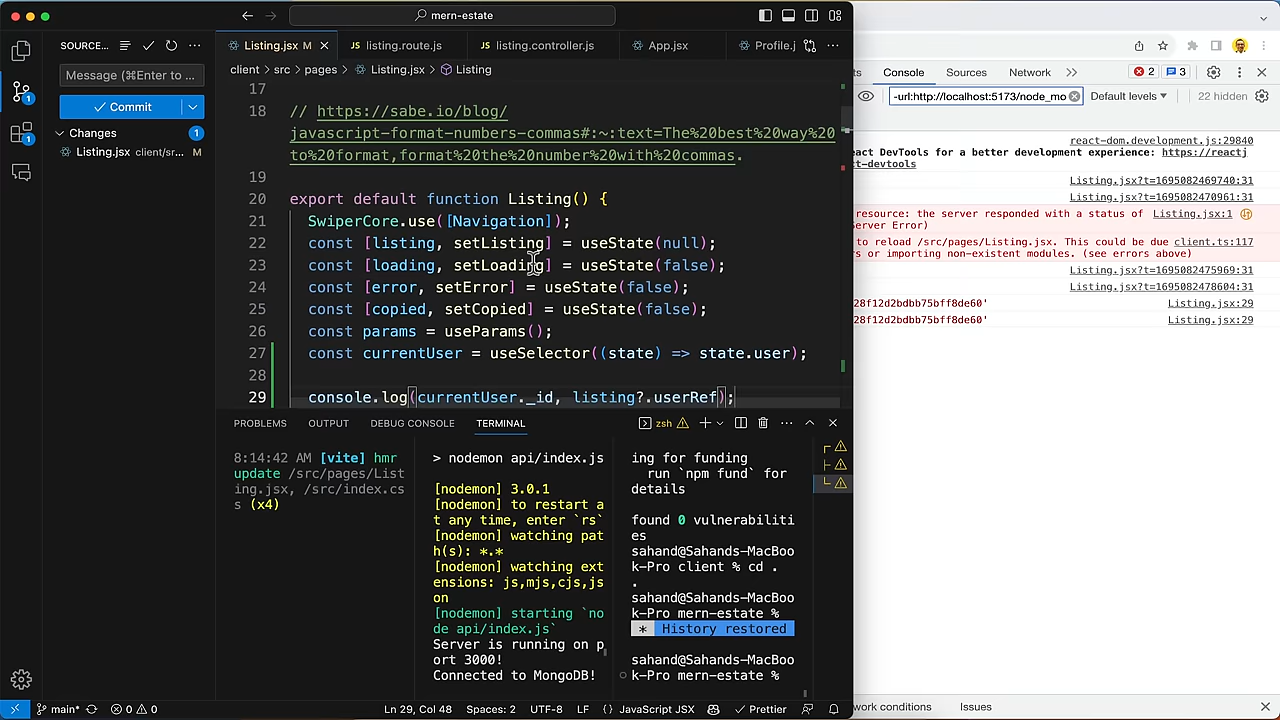 mern-estate
SOURCE...
Message (⌘Enter to ...
Commit
Changes
1
Listing.jsx client/sr... M
1
1
Listing.jsx M
listing.route.js
listing.controller.js
App.jsx
Profile.j
client > src > pages > Listing.jsx > Listing
17
18 // https://sabe.io/blog/
javascript-format-numbers-commas#:~:text=The%20best%20way%20
to%20format,format%20the%20number%20with%20commas.
19
20 export default function Listing() {
21 SwiperCore.use([Navigation]);
22 const [listing, setListing] = useState(null);
23 const [loading, setLoading] = useState(false);
24 const [error, setError] = useState(false);
25 const [copied, setCopied] = useState(false);
26 const params = useParams();
27 const currentUser = useSelector((state) => state.user);
28
29 console.log(currentUser._id, listing?.userRef);
PROBLEMS OUTPUT DEBUG CONSOLE TERMINAL
zsh
8:14:42 AM [vite] hmr
update /src/pages/List
ing.jsx, /src/index.cs
s (x4)
> nodemon api/index.js
[nodemon] 3.0.1
[nodemon] to restart a
t any time, enter `rs`
[nodemon] watching pat
h(s): *.*
[nodemon] watching ext
ensions: js,mjs,cjs,js
on
[nodemon] starting `no
de api/index.js`
Server is running on p
ort 3000!
Connected to MongoDB!
ing for funding
run `npm fund` for
details
found 0 vulnerabiliti
es
sahand@Sahands-MacBoo
k-Pro client % cd .
.
sahand@Sahands-MacBoo
k-Pro mern-estate %
* History restored
sahand@Sahands-MacBoo
k-Pro mern-estate %
main* 0 0 Ln 29, Col 48 Spaces: 2 UTF-8 LF {} JavaScript JSX Prettier
ts Console Sources Network 2 3
-url:http://localhost:5173/node_mo Default levels 22 hidden
react-dom.development.js:29840
act DevTools for a better development experience: https://reactj
ct-devtools
Listing.jsx?t=1695082469740:31
Listing.jsx?t=1695082470961:31
resource: the server responded with a status of Listing.jsx:1
erver Error)
to reload /src/pages/Listing.jsx. This could be due client.ts:117
s or importing non-existent modules. (see errors above)
Listing.jsx?t=1695082475969:31
Listing.jsx?t=1695082478604:31
28f12d2bdbb75bff8de60' Listing.jsx:29
28f12d2bdbb75bff8de60' Listing.jsx:29
work conditions Issues